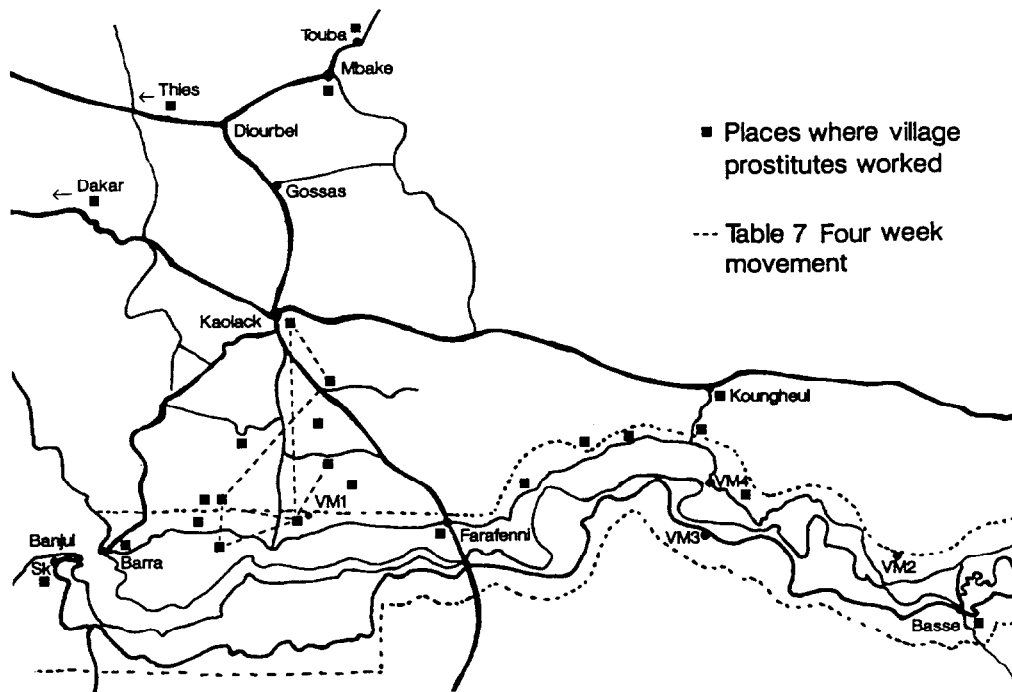 Touba
Mbake
← Thies
Diourbel
■ Places where village
prostitutes worked
← Dakar
Gossas
--- Table 7 Four week
movement
Kaolack
Koungheul
VM1
VM4
Farafenni
VM3
Banjul
Barra
VM2
Sk
Basse